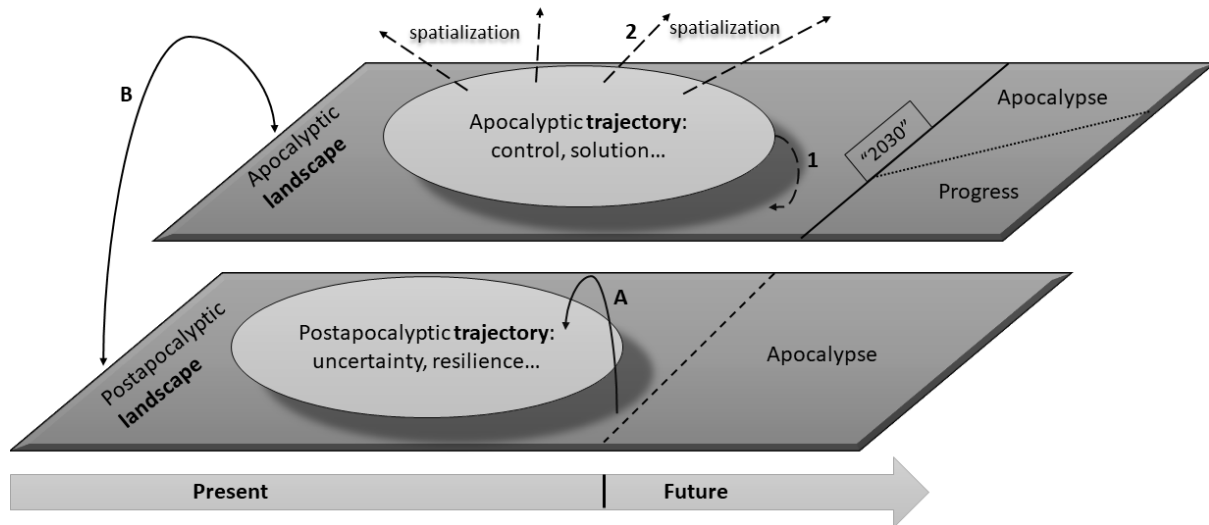 spatialization
2
spatialization
B
Apocalyptic
landscape
Apocalyptic trajectory:
control, solution...
1
“2030”
Apocalypse
Progress
Postapocalyptic
landscape
Postapocalyptic trajectory:
uncertainty, resilience...
A
Apocalypse
Present
Future